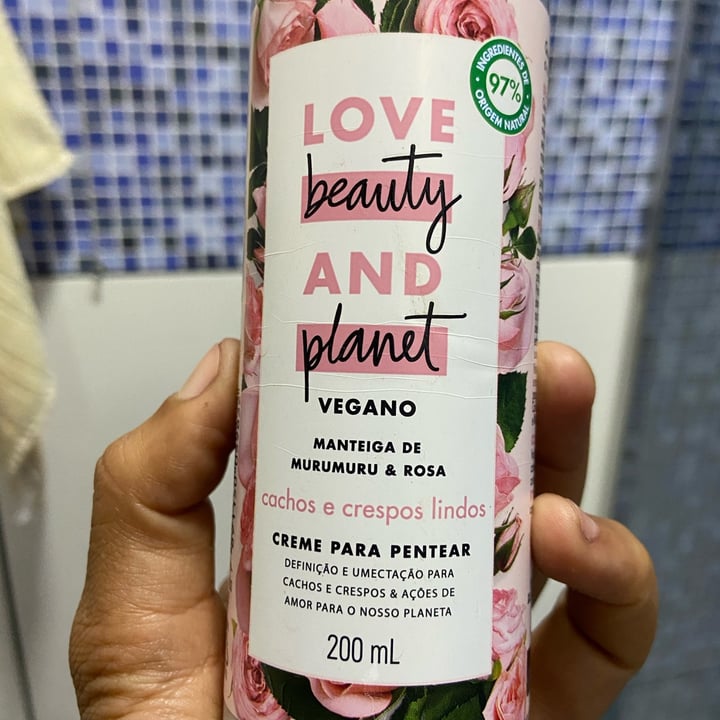 LOVE
beauty
AND
planet
INGREDIENTES DE
97%
ORIGEM NATURAL
VEGANO
MANTEIGA DE
MURUMURU & ROSA
cachos e crespos lindos
CREME PARA PENTEAR
DEFINIÇÃO E UMECTAÇÃO PARA
CACHOS E CRESPOS & AÇÕES DE
AMOR PARA O NOSSO PLANETA
200 mL